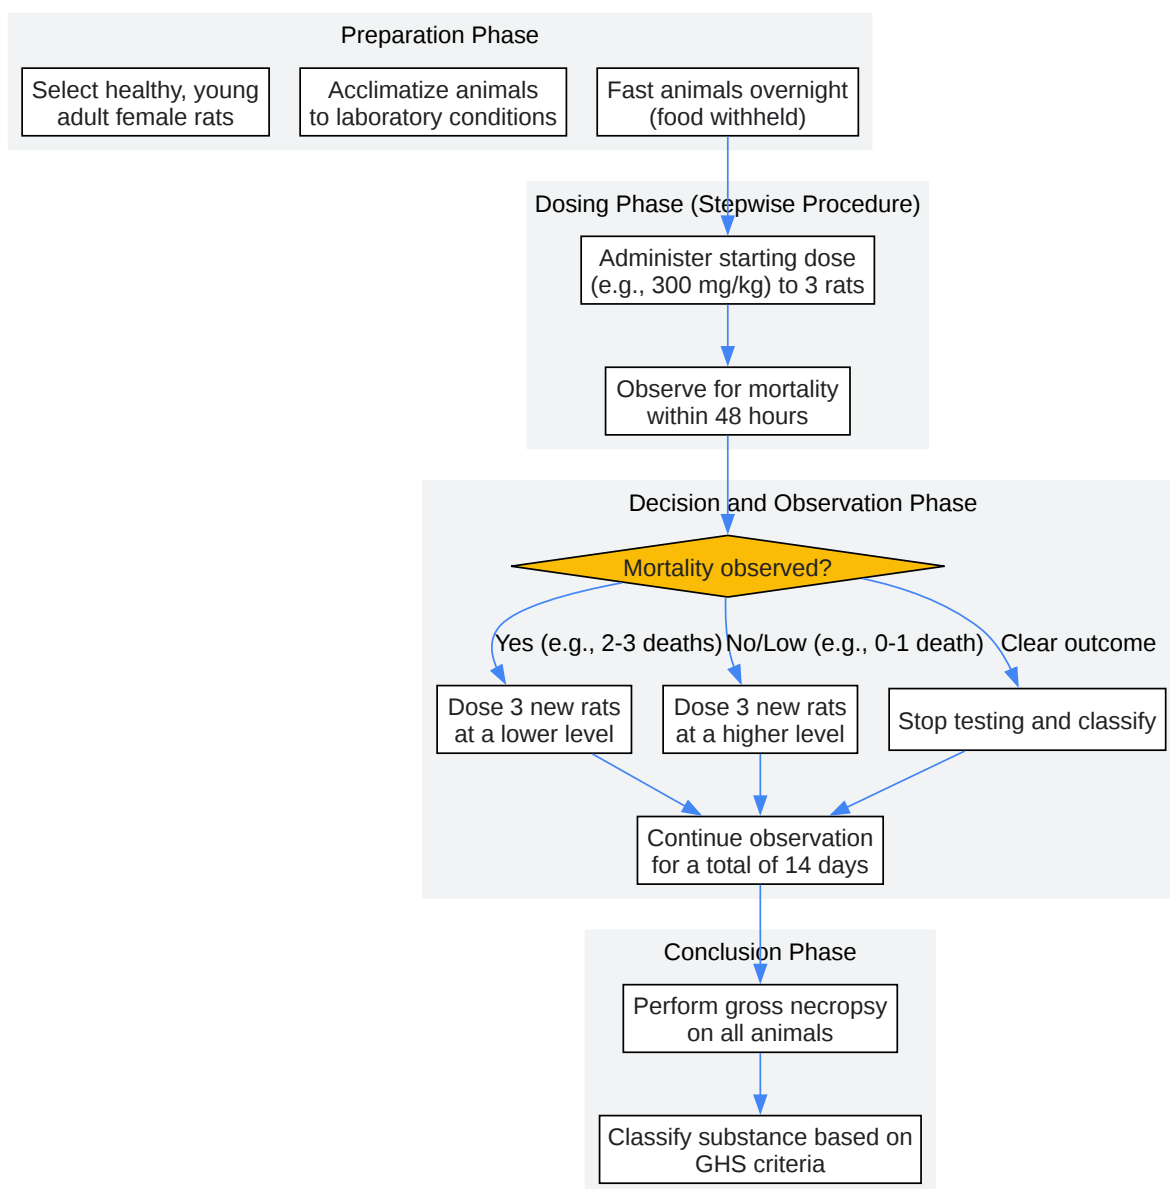 Preparation Phase
Select healthy, young
adult female rats
Acclimatize animals
to laboratory conditions
Fast animals overnight
(food withheld)
Dosing Phase (Stepwise Procedure)
Administer starting dose
(e.g., 300 mg/kg) to 3 rats
Observe for mortality
within 48 hours
Decision and Observation Phase
Mortality observed?
Yes (e.g., 2-3 deaths)
No/Low (e.g., 0-1 death)
Clear outcome
Dose 3 new rats
at a lower level
Dose 3 new rats
at a higher level
Stop testing and classify
Continue observation
for a total of 14 days
Conclusion Phase
Perform gross necropsy
on all animals
Classify substance based on
GHS criteria